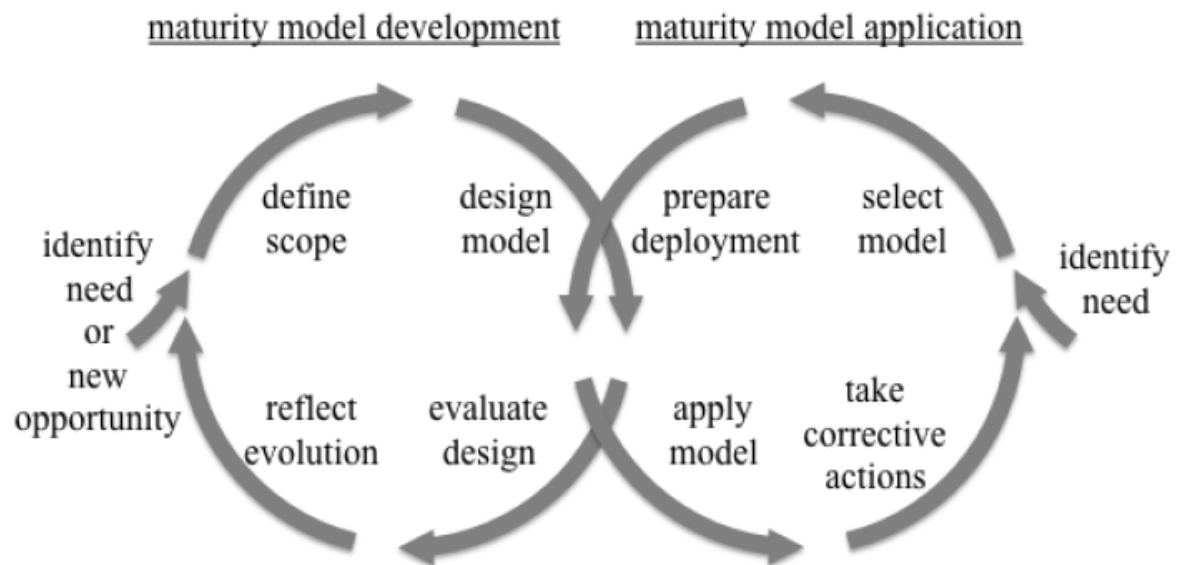 maturity model development
maturity model application
define
scope
design
model
prepare
deployment
select
model
identify
need
or
new
opportunity
identify
need
reflect
evolution
evaluate
design
apply
model
take
corrective
actions